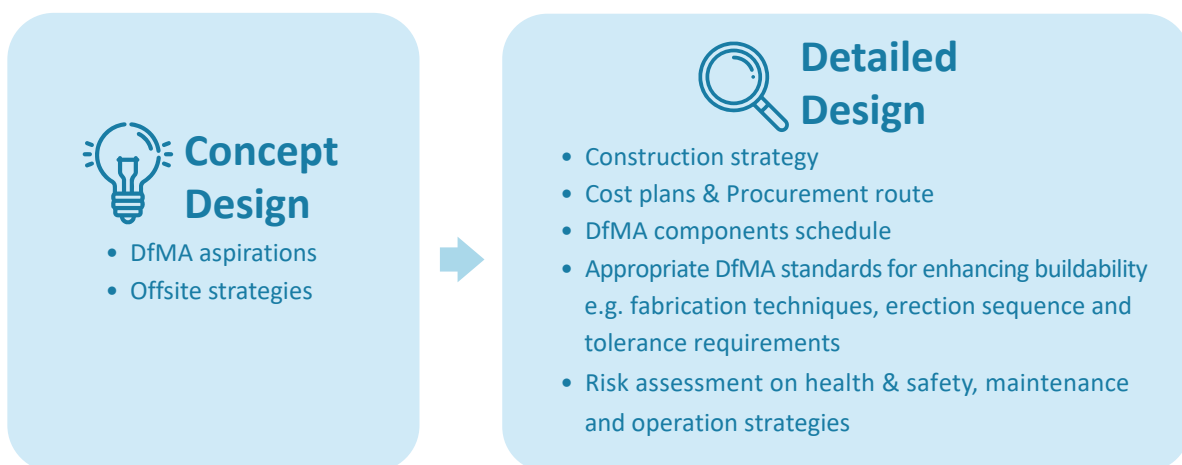 Concept
Design
• DfMA aspirations
• Offsite strategies
Detailed
Design
• Construction strategy
• Cost plans & Procurement route
• DfMA components schedule
• Appropriate DfMA standards for enhancing buildability
e.g. fabrication techniques, erection sequence and
tolerance requirements
• Risk assessment on health & safety, maintenance
and operation strategies